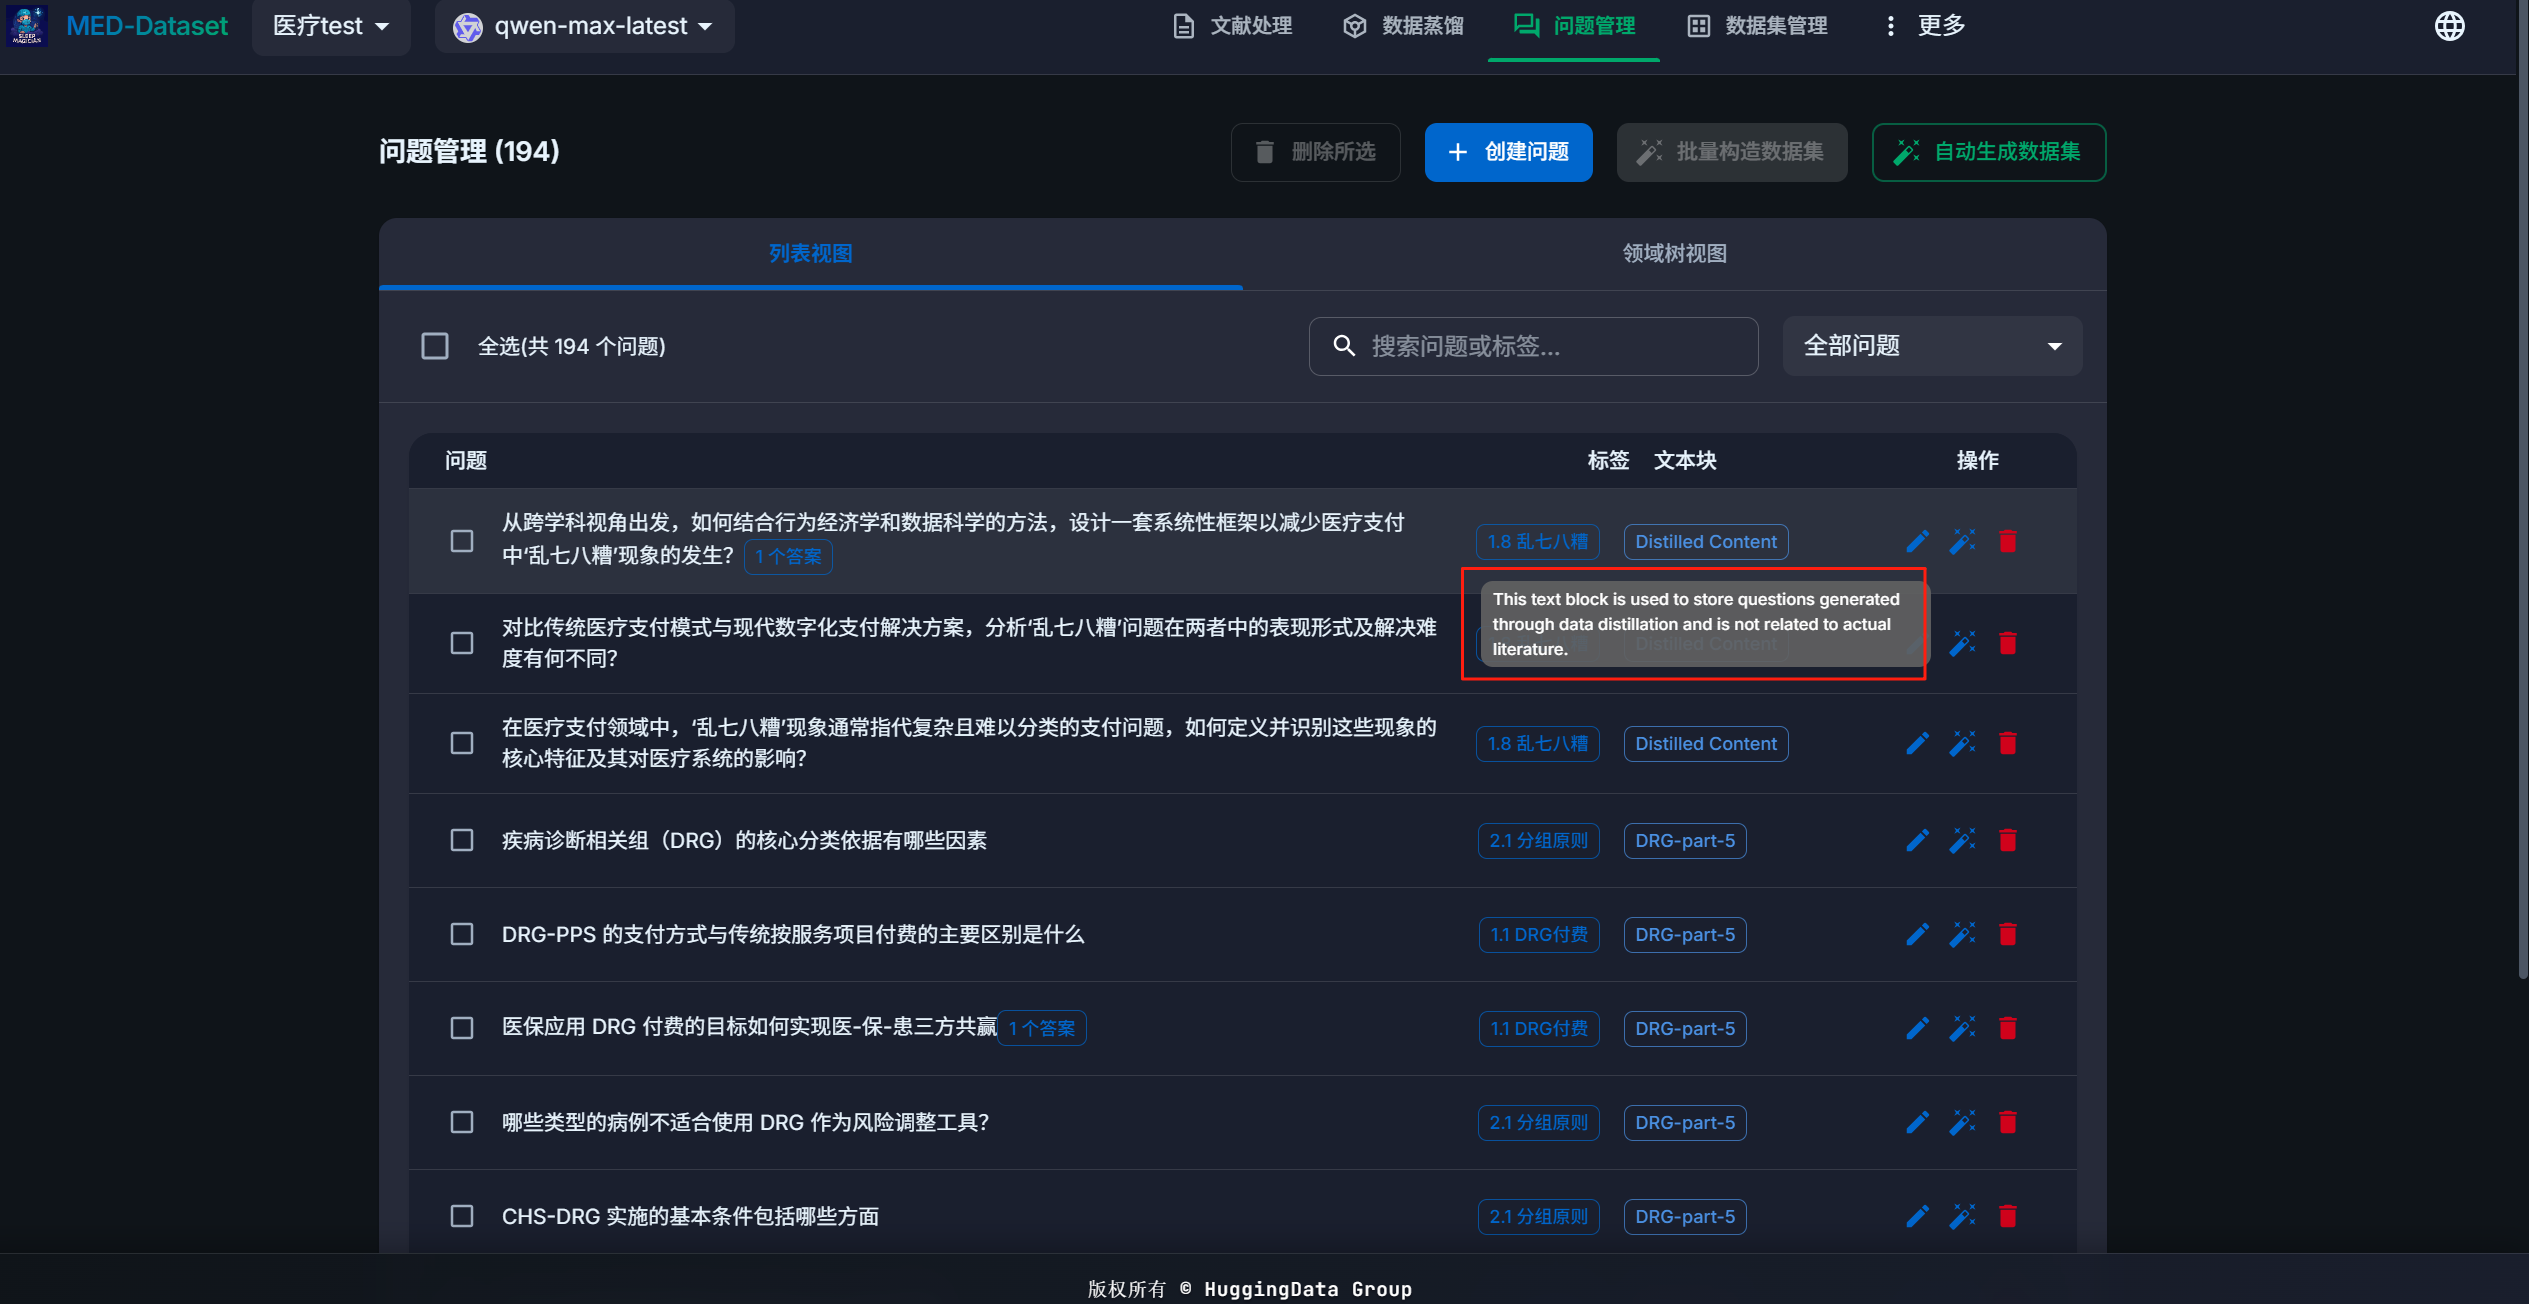 MED-Dataset
医疗test
qwen-max-latest
文献处理
数据蒸馏
问题管理
数据集管理
更多
问题管理 (194)
删除所选
创建问题
批量构造数据集
自动生成数据集
列表视图
领域树视图
全选(共 194 个问题)
搜索问题或标签...
全部问题
问题
标签
文本块
操作
从跨学科视角出发，如何结合行为经济学和数据科学的方法，设计一套系统性框架以减少医疗支付
中‘乱七八糟’现象的发生？
1 个答案
1.8 乱七八糟
Distilled Content
This text block is used to store questions generated
through data distillation and is not related to actual
literature.
对比传统医疗支付模式与现代数字化支付解决方案，分析‘乱七八糟’问题在两者中的表现形式及解决难
度有何不同？
Distilled Content
在医疗支付领域中，‘乱七八糟’现象通常指代复杂且难以分类的支付问题，如何定义并识别这些现象的
核心特征及其对医疗系统的影响？
1.8 乱七八糟
Distilled Content
疾病诊断相关组（DRG）的核心分类依据有哪些因素
2.1 分组原则
DRG-part-5
DRG-PPS 的支付方式与传统按服务项目付费的主要区别是什么
1.1 DRG付费
DRG-part-5
医保应用 DRG 付费的目标如何实现医-保-患三方共赢
1 个答案
1.1 DRG付费
DRG-part-5
哪些类型的病例不适合使用 DRG 作为风险调整工具？
2.1 分组原则
DRG-part-5
CHS-DRG 实施的基本条件包括哪些方面
2.1 分组原则
DRG-part-5
版权所有 © HuggingData Group